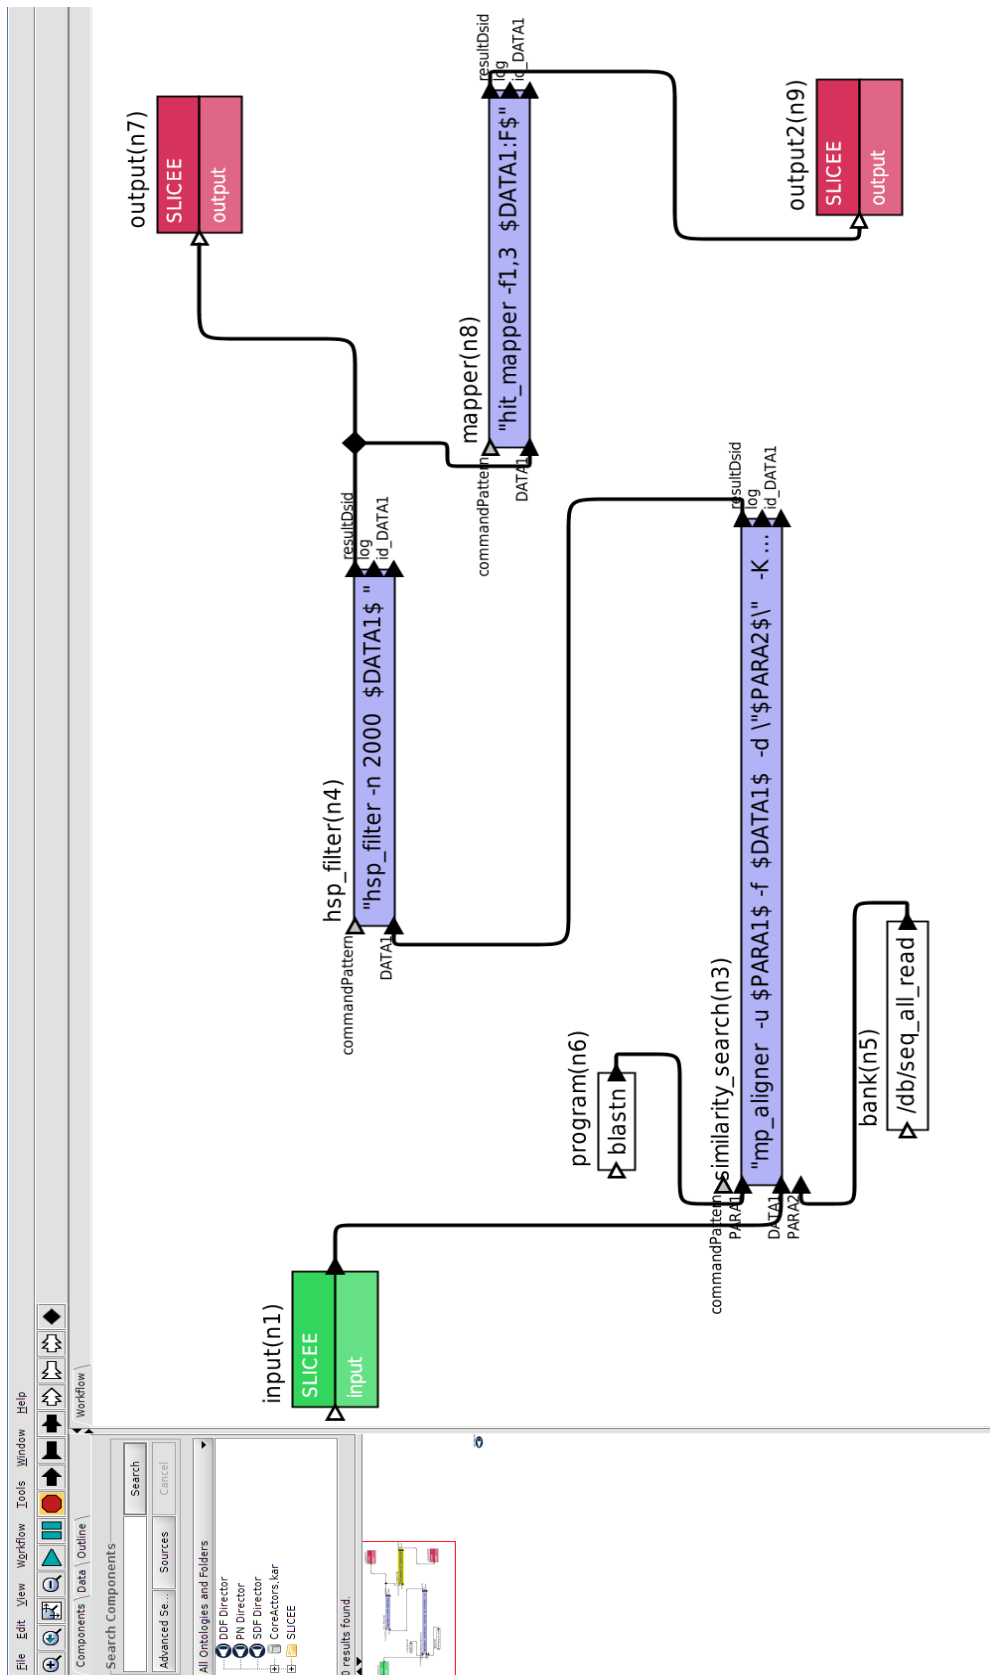 File Edit View Workflow Tools Window Help
Components Data Outline
Workflow
Search Components
Search
Advanced Se... Sources Cancel
All Ontologies and Folders
DDF Director
PN Director
SDF Director
CoreActors.kar
SLICEE
0 results found.
input(n1)
SLICEE
input
output(n7)
SLICEE
output
hsp_filter(n4)
commandPattern
"hsp_filter -n 2000 $DATA1$ "
DATA1
resultDsid
log
id_DATA1
mapper(n8)
commandPattern
"hit_mapper -f1,3 $DATA1:F$"
DATA1
resultDsid
log
id_DATA1
program(n6)
blastn
similarity_search(n3)
commandPattern
PARA1
"mp_aligner -u $PARA1$ -f $DATA1$ -d \"$PARA2$\" -K ...
DATA1
PARA2
resultDsid
log
id_DATA1
bank(n5)
/db/seq_all_read
output2(n9)
SLICEE
output